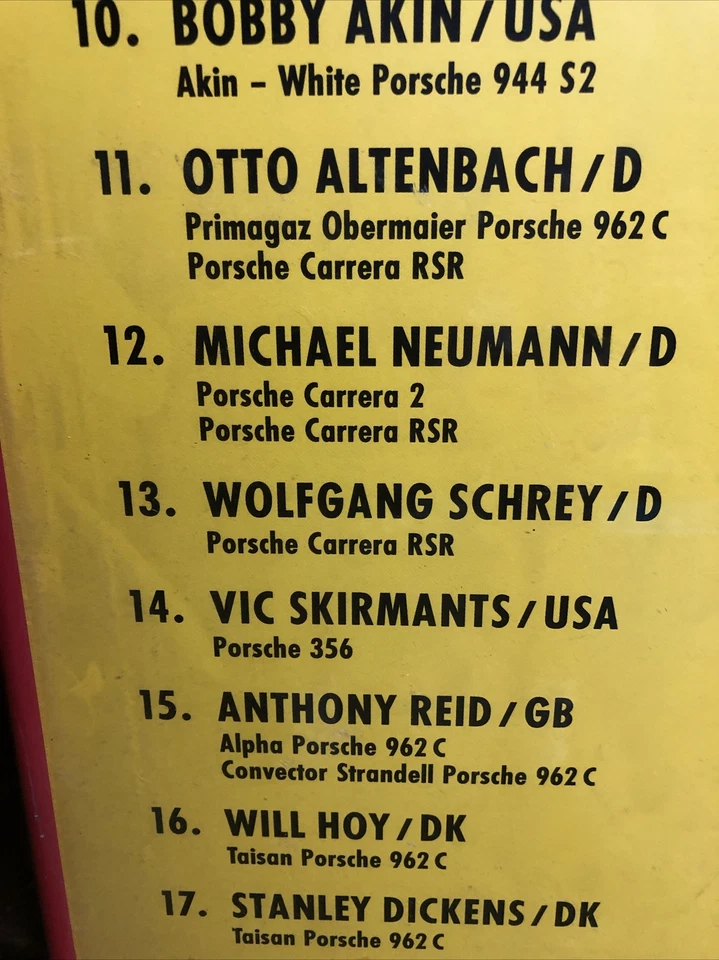 10. BOBBY AKIN/USA
Akin – White Porsche 944 S2
11. OTTO ALTENBACH/D
Primagaz Obermaier Porsche 962 C
Porsche Carrera RSR
12. MICHAEL NEUMANN/D
Porsche Carrera 2
Porsche Carrera RSR
13. WOLFGANG SCHREY/D
Porsche Carrera RSR
14. VIC SKIRMANTS/USA
Porsche 356
15. ANTHONY REID/GB
Alpha Porsche 962 C
Convector Strandell Porsche 962 C
16. WILL HOY/DK
Taisan Porsche 962 C
17. STANLEY DICKENS/DK
Taisan Porsche 962 C